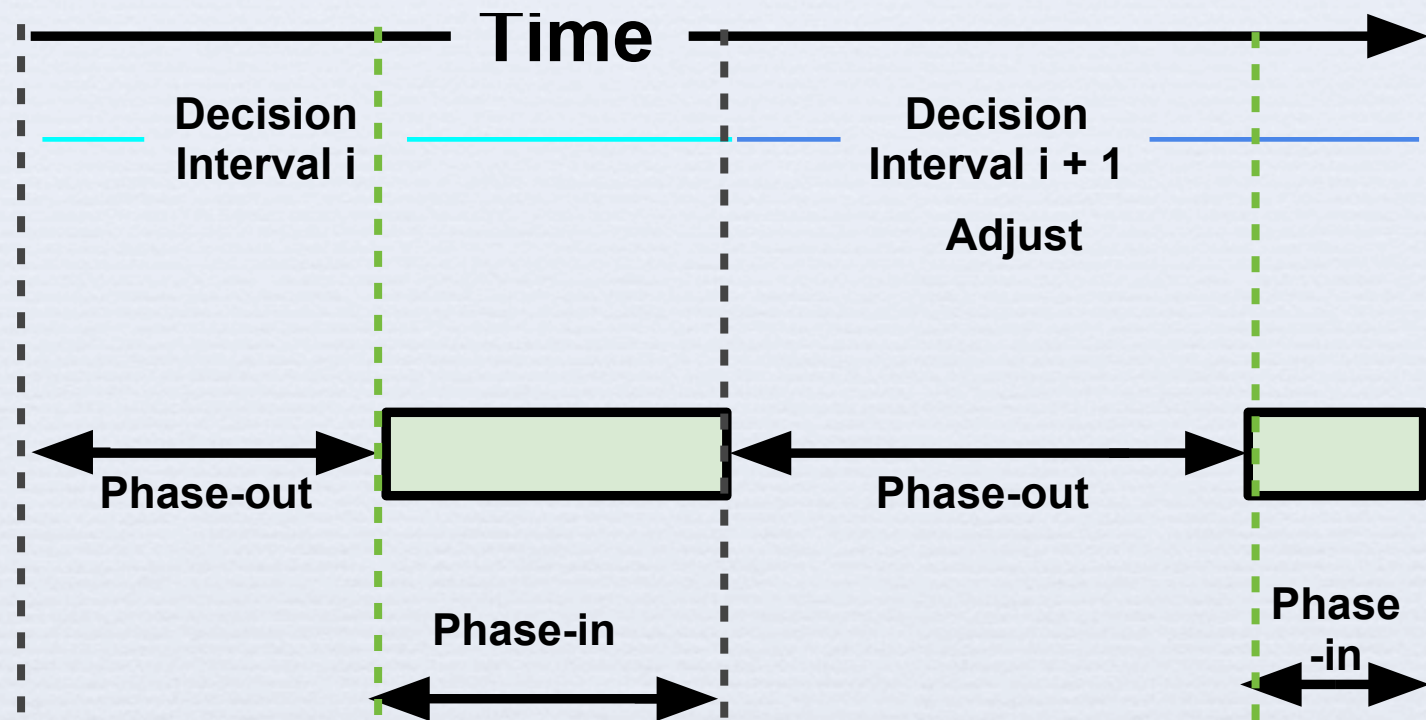 Time
Decision
Interval i
Decision
Interval i + 1
Adjust
Phase-out
Phase-out
Phase-in
Phase
-in